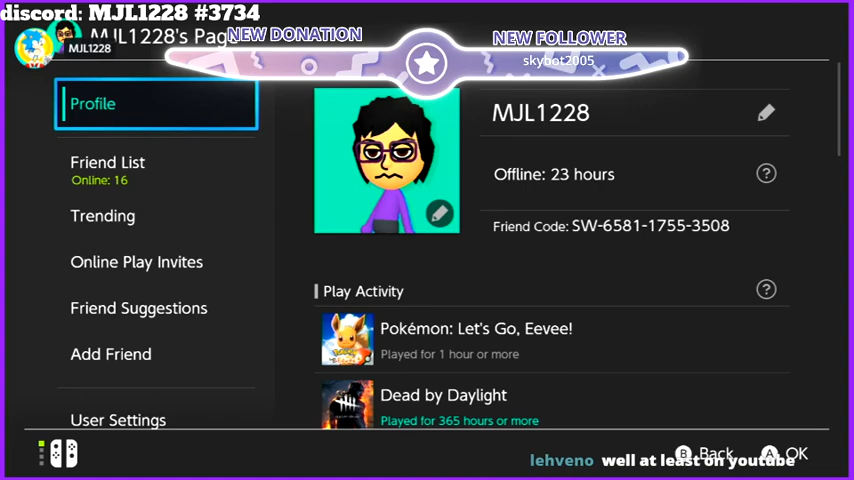 discord: MJL1228 #3734
MJL1228's Page
MJL1228
NEW DONATION
NEW FOLLOWER
skybot2005
Profile
Friend List
Online: 16
Trending
Online Play Invites
Friend Suggestions
Add Friend
User Settings
MJL1228
Offline: 23 hours
?
Friend Code: SW-6581-1755-3508
Play Activity
?
Pokémon: Let's Go, Eevee!
Played for 1 hour or more
Dead by Daylight
Played for 365 hours or more
B Back A OK
lehveno well at least on youtube